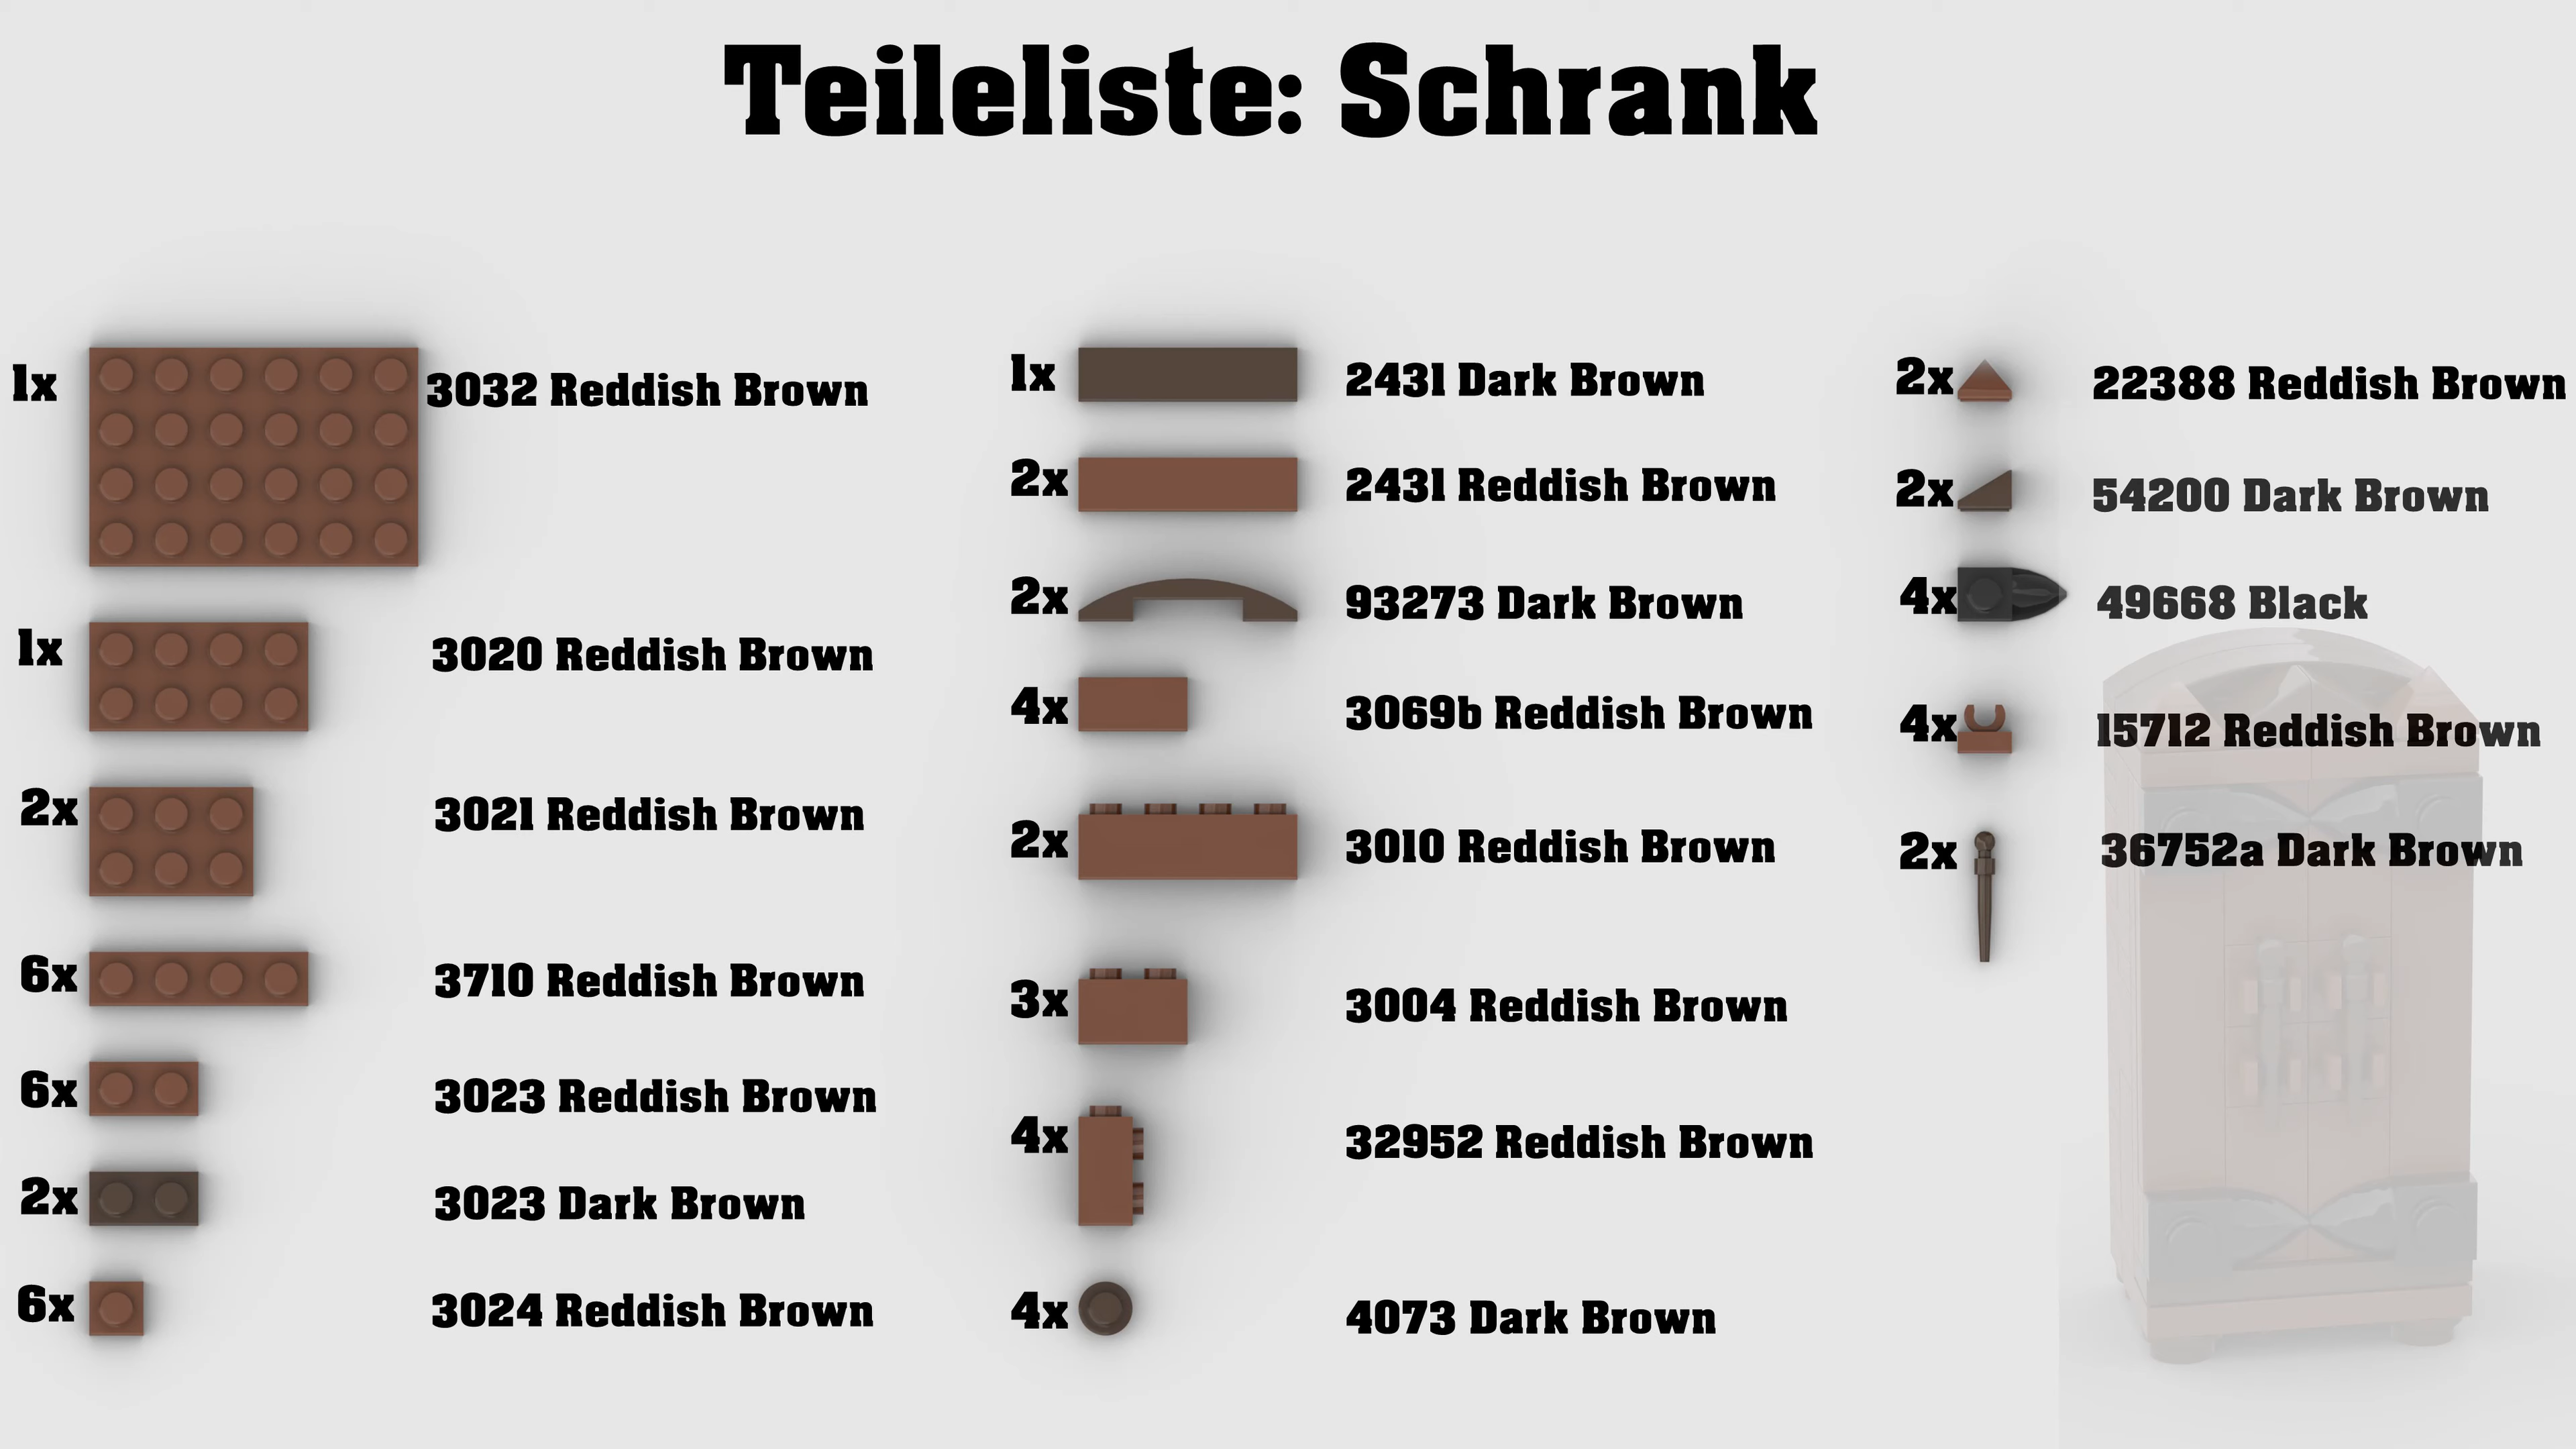 Teileliste: Schrank
1x 3032 Reddish Brown
1x 3020 Reddish Brown
2x 3021 Reddish Brown
6x 3710 Reddish Brown
6x 3023 Reddish Brown
2x 3023 Dark Brown
6x 3024 Reddish Brown
1x 2431 Dark Brown
2x 2431 Reddish Brown
2x 93273 Dark Brown
4x 3069b Reddish Brown
2x 3010 Reddish Brown
3x 3004 Reddish Brown
4x 32952 Reddish Brown
4x 4073 Dark Brown
2x 22388 Reddish Brown
2x 54200 Dark Brown
4x 49668 Black
4x 15712 Reddish Brown
2x 36752a Dark Brown